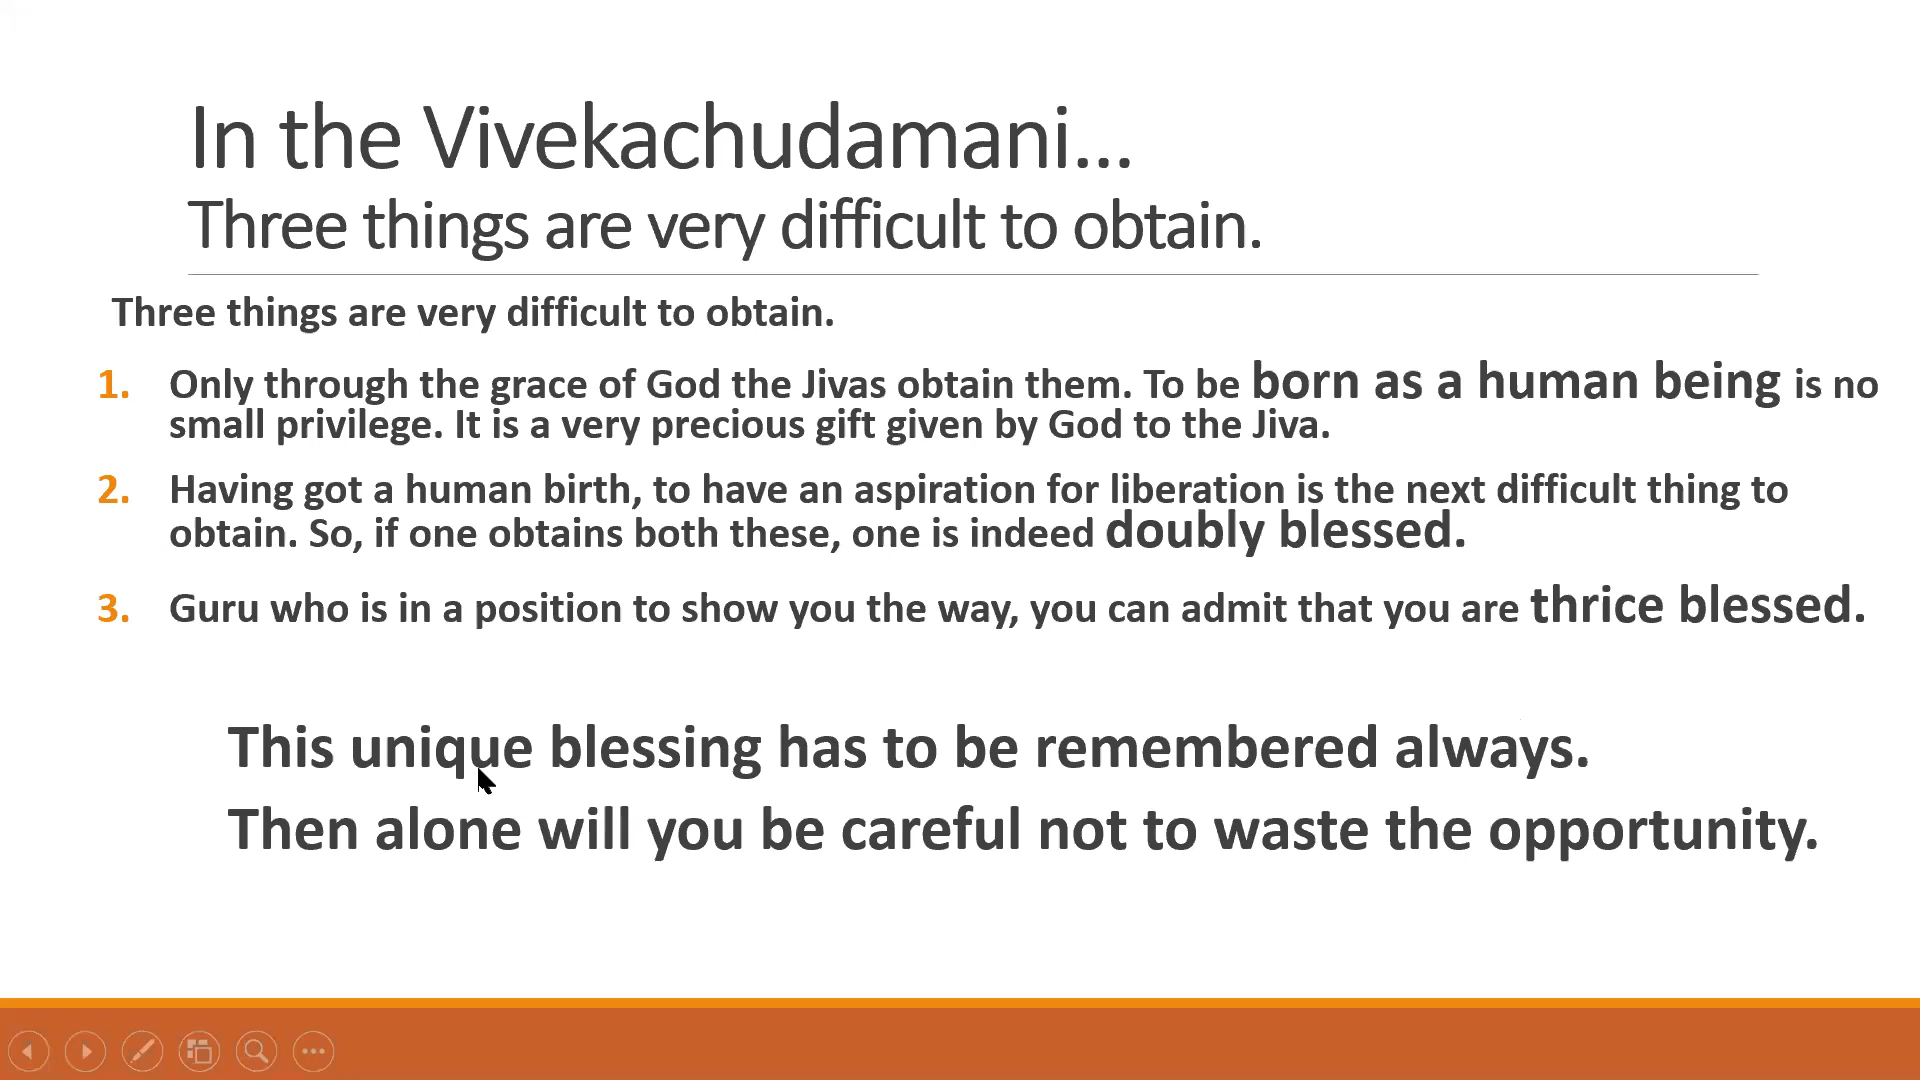 In the Vivekachudamani...
Three things are very difficult to obtain.
Three things are very difficult to obtain.
1. Only through the grace of God the Jivas obtain them. To be born as a human being is no
small privilege. It is a very precious gift given by God to the Jiva.
2. Having got a human birth, to have an aspiration for liberation is the next difficult thing to
obtain. So, if one obtains both these, one is indeed doubly blessed.
3. Guru who is in a position to show you the way, you can admit that you are thrice blessed.
This unique blessing has to be remembered always.
Then alone will you be careful not to waste the opportunity.